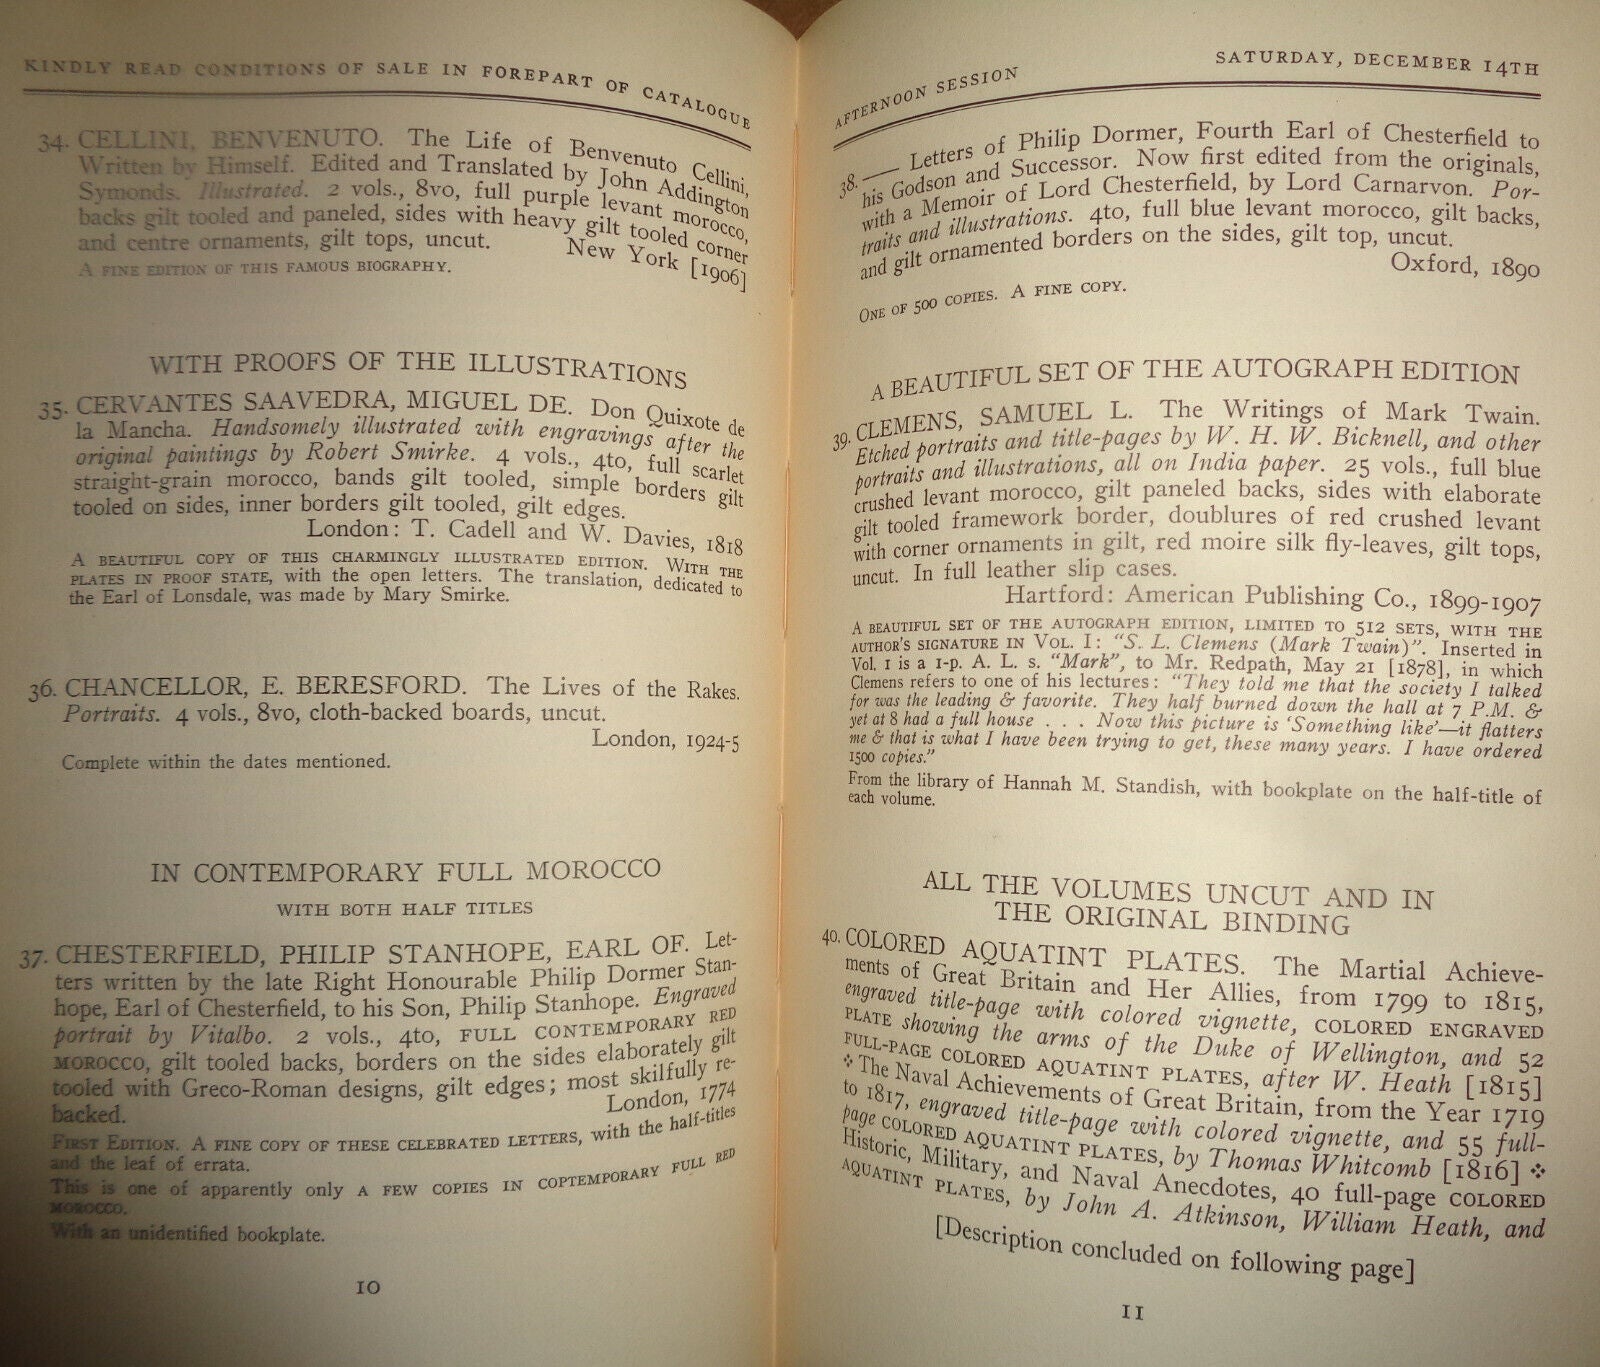 KINDLY READ CONDITIONS OF SALE IN FOREPART OF CATALOGUE
34. CELLINI, BENVENUTO. The Life of Benvenuto Cellini,
Written by Himself. Edited and Translated by John Addington
Symonds. Illustrated. 2 vols., 8vo, full purple levant morocco,
backs gilt tooled and paneled, sides with heavy gilt tooled corner
and centre ornaments, gilt tops, uncut. New York [1906]
A FINE EDITION OF THIS FAMOUS BIOGRAPHY.
WITH PROOFS OF THE ILLUSTRATIONS
35. CERVANTES SAAVEDRA, MIGUEL DE. Don Quixote de
la Mancha. Handsomely illustrated with engravings after the
original paintings by Robert Smirke. 4 vols., 4to, full scarlet
straight-grain morocco, bands gilt tooled, simple borders gilt
tooled on sides, inner borders gilt tooled, gilt edges.
London: T. Cadell and W. Davies, 1818
A BEAUTIFUL COPY OF THIS CHARMINGLY ILLUSTRATED EDITION. WITH THE
PLATES IN PROOF STATE, with the open letters. The translation, dedicated to
the Earl of Lonsdale, was made by Mary Smirke.
36. CHANCELLOR, E. BERESFORD. The Lives of the Rakes.
Portraits. 4 vols., 8vo, cloth-backed boards, uncut.
London, 1924-5
Complete within the dates mentioned.
IN CONTEMPORARY FULL MOROCCO
WITH BOTH HALF TITLES
37. CHESTERFIELD, PHILIP STANHOPE, EARL OF. Let-
ters written by the late Right Honourable Philip Dormer Stan-
hope, Earl of Chesterfield, to his Son, Philip Stanhope. Engraved
portrait by Vitalbo. 2 vols., 4to, FULL CONTEMPORARY RED
MOROCCO, gilt tooled backs, borders on the sides elaborately gilt
tooled with Greco-Roman designs, gilt edges; most skilfully re-
backed. London, 1774
FIRST EDITION. A FINE COPY OF THESE CELEBRATED LETTERS, with the half-titles
and the leaf of errata.
This is one of apparently only A FEW COPIES IN COPTEMPORARY FULL RED
MOROCCO.
With an unidentified bookplate.
10
AFTERNOON SESSION SATURDAY, DECEMBER 14TH
38. —— Letters of Philip Dormer, Fourth Earl of Chesterfield to
his Godson and Successor. Now first edited from the originals,
with a Memoir of Lord Chesterfield, by Lord Carnarvon. Por-
traits and illustrations. 4to, full blue levant morocco, gilt backs,
and gilt ornamented borders on the sides, gilt top, uncut.
Oxford, 1890
ONE OF 500 COPIES. A FINE COPY.
A BEAUTIFUL SET OF THE AUTOGRAPH EDITION
39. CLEMENS, SAMUEL L. The Writings of Mark Twain.
Etched portraits and title-pages by W. H. W. Bicknell, and other
portraits and illustrations, all on India paper. 25 vols., full blue
crushed levant morocco, gilt paneled backs, sides with elaborate
gilt tooled framework border, doublures of red crushed levant
with corner ornaments in gilt, red moire silk fly-leaves, gilt tops,
uncut. In full leather slip cases.
Hartford: American Publishing Co., 1899-1907
A BEAUTIFUL SET OF THE AUTOGRAPH EDITION, LIMITED TO 512 SETS, WITH THE
AUTHOR'S SIGNATURE IN VOL. I: "S. L. Clemens (Mark Twain)". Inserted in
Vol. 1 is a 1-p. A. L. s. "Mark", to Mr. Redpath, May 21 [1878], in which
Clemens refers to one of his lectures: "They told me that the society I talked
for was the leading & favorite. They half burned down the hall at 7 P.M. &
yet at 8 had a full house . . . Now this picture is 'Something like'—it flatters
me & that is what I have been trying to get, these many years. I have ordered
1500 copies."
From the library of Hannah M. Standish, with bookplate on the half-title of
each volume.
ALL THE VOLUMES UNCUT AND IN
THE ORIGINAL BINDING
40. COLORED AQUATINT PLATES. The Martial Achieve-
ments of Great Britain and Her Allies, from 1799 to 1815,
engraved title-page with colored vignette, COLORED ENGRAVED
PLATE showing the arms of the Duke of Wellington, and 52
FULL-PAGE COLORED AQUATINT PLATES, after W. Heath [1815]
⁘ The Naval Achievements of Great Britain, from the Year 1719
to 1817, engraved title-page with colored vignette, and 55 full-
page COLORED AQUATINT PLATES, by Thomas Whitcomb [1816] ⁘
Historic, Military, and Naval Anecdotes, 40 full-page COLORED
AQUATINT PLATES, by John A. Atkinson, William Heath, and
[Description concluded on following page]
11